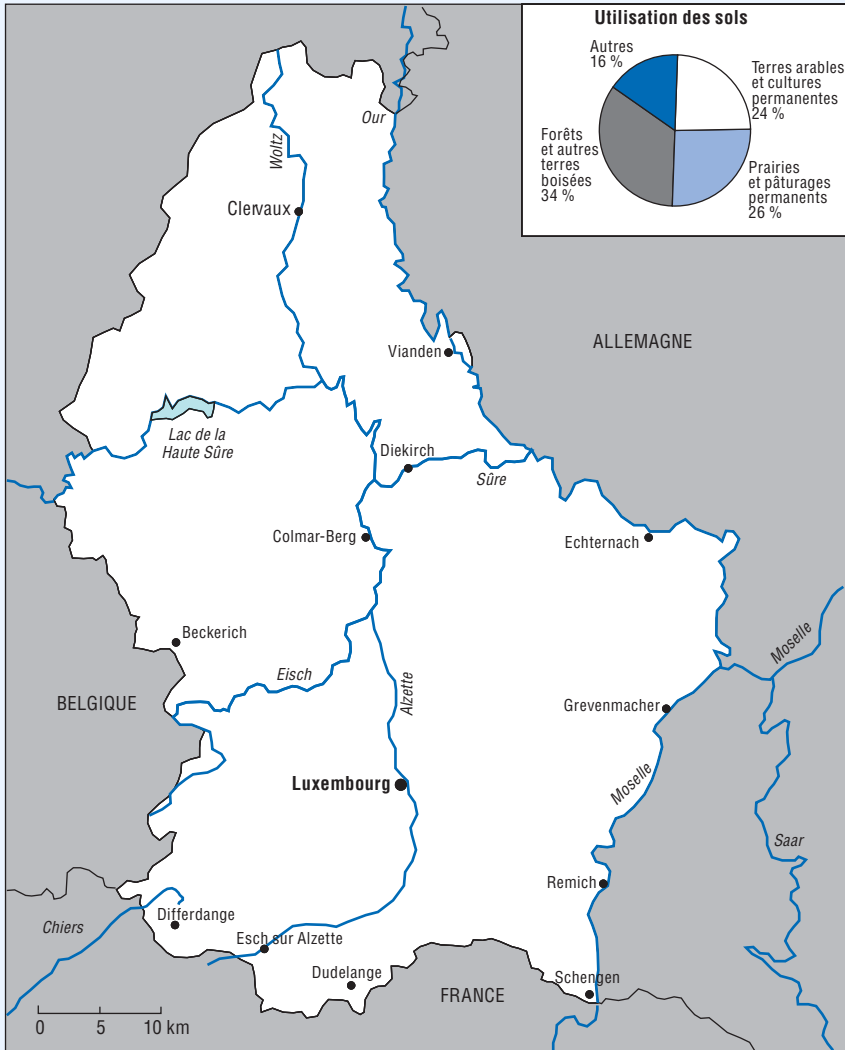 Utilisation des sols
Autres
16 %
Terres arables
et cultures
permanentes
24 %
Forêts
et autres
terres
boisées
34 %
Prairies
et pâturages
permanents
26 %
Woltz
Our
Clervaux
Vianden
ALLEMAGNE
Lac de la
Haute Sûre
Diekirch
Sûre
Colmar-Berg
Echternach
Beckerich
Moselle
Eisch
Alzette
BELGIQUE
Grevenmacher
Luxembourg
Moselle
Saar
Remich
Differdange
Chiers
Esch sur Alzette
Dudelange
Schengen
FRANCE
0 5 10 km